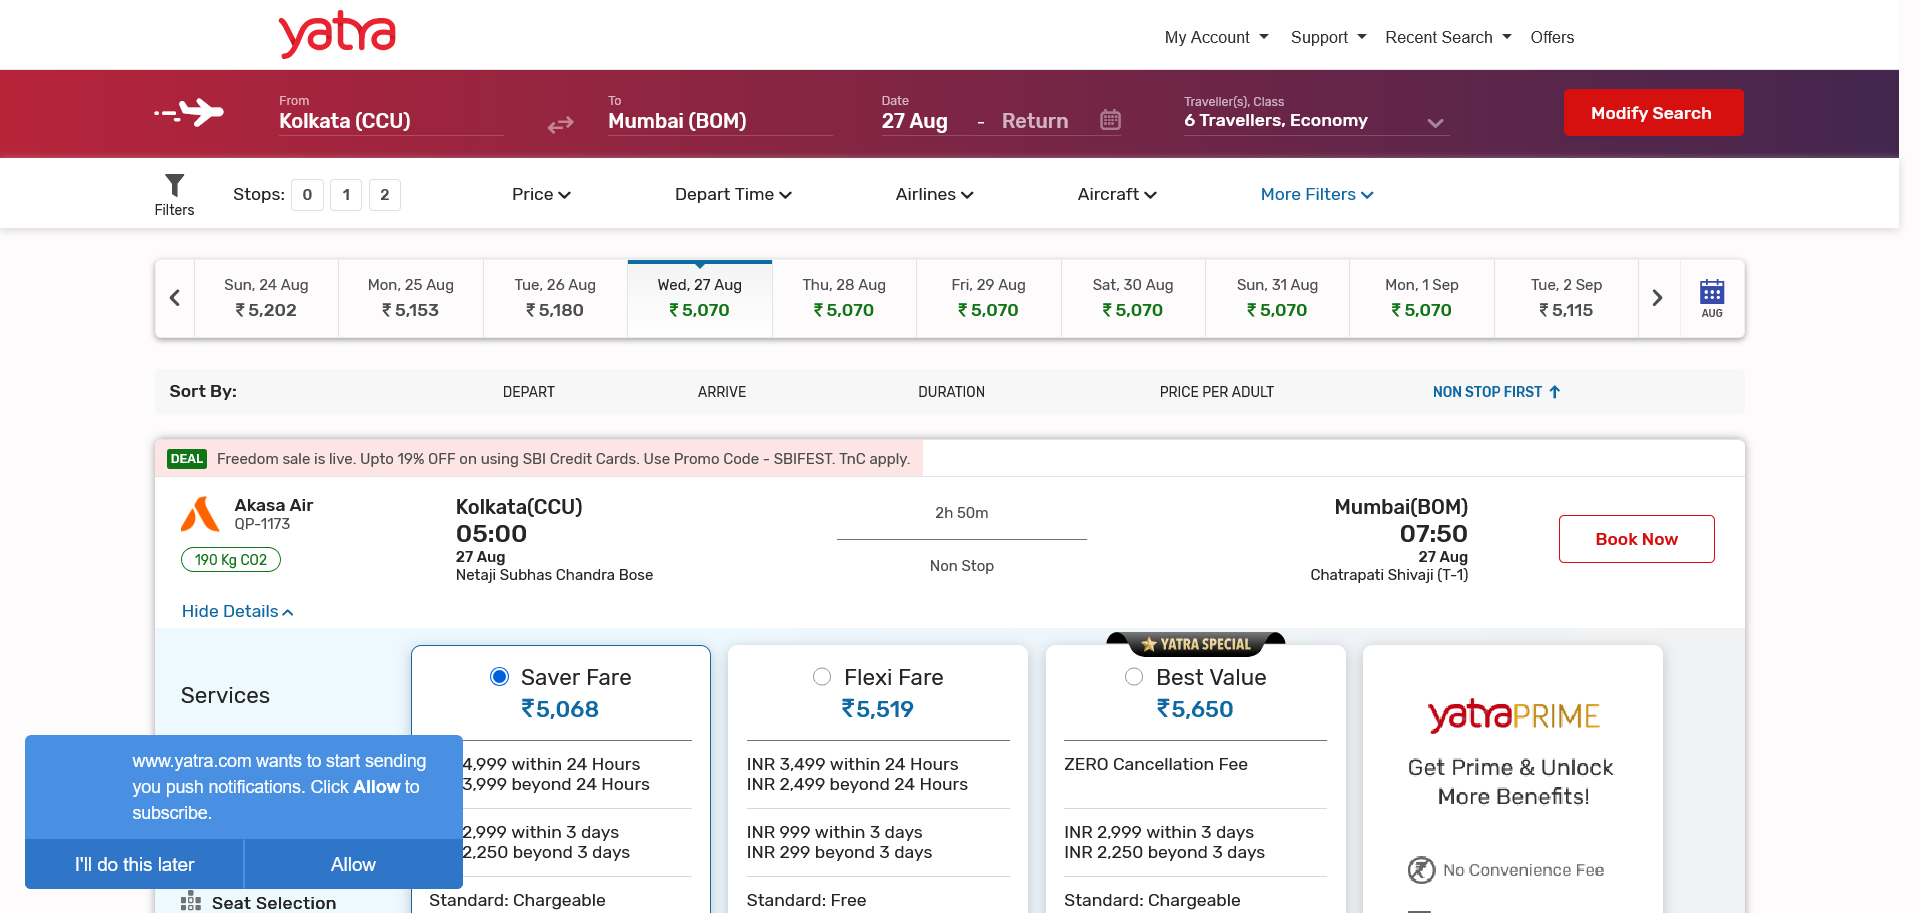 yatra
My Account
Support
Recent Search
Offers
From
Kolkata (CCU)
To
Mumbai (BOM)
Date
27 Aug
-
Return
Traveller(s), Class
6 Travellers, Economy
Modify Search
Filters
Stops:
0
1
2
Price
Depart Time
Airlines
Aircraft
More Filters
Sun, 24 Aug
₹ 5,202
Mon, 25 Aug
₹ 5,153
Tue, 26 Aug
₹ 5,180
Wed, 27 Aug
₹ 5,070
Thu, 28 Aug
₹ 5,070
Fri, 29 Aug
₹ 5,070
Sat, 30 Aug
₹ 5,070
Sun, 31 Aug
₹ 5,070
Mon, 1 Sep
₹ 5,070
Tue, 2 Sep
₹ 5,115
AUG
Sort By:
DEPART
ARRIVE
DURATION
PRICE PER ADULT
NON STOP FIRST
DEAL
Freedom sale is live. Upto 19% OFF on using SBI Credit Cards. Use Promo Code - SBIFEST. TnC apply.
Akasa Air
QP-1173
190 Kg CO2
Kolkata(CCU)
05:00
27 Aug
Netaji Subhas Chandra Bose
2h 50m
Non Stop
Mumbai(BOM)
07:50
27 Aug
Chatrapati Shivaji (T-1)
Book Now
Hide Details
Services
Saver Fare
₹5,068
4,999 within 24 Hours
3,999 beyond 24 Hours
2,999 within 3 days
2,250 beyond 3 days
Standard: Chargeable
Flexi Fare
₹5,519
INR 3,499 within 24 Hours
INR 2,499 beyond 24 Hours
INR 999 within 3 days
INR 299 beyond 3 days
Standard: Free
YATRA SPECIAL
Best Value
₹5,650
ZERO Cancellation Fee
INR 2,999 within 3 days
INR 2,250 beyond 3 days
Standard: Chargeable
yatraPRIME
Get Prime & Unlock
More Benefits!
No Convenience Fee
www.yatra.com wants to start sending
you push notifications. Click Allow to
subscribe.
I'll do this later
Allow
Seat Selection